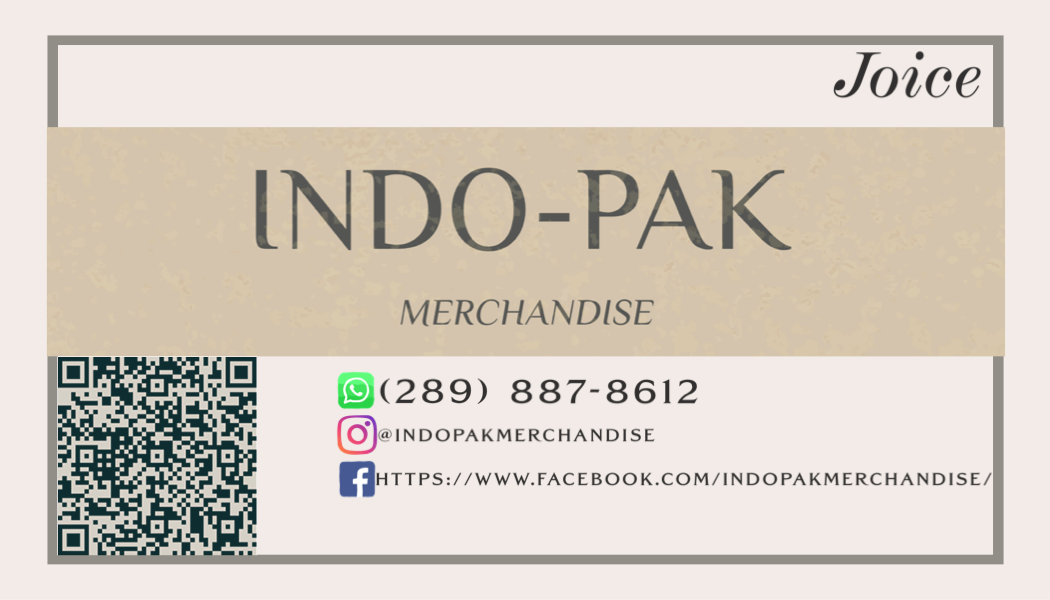 Joice
INDO-PAK
MERCHANDISE
(289) 887-8612
@INDOPAKMERCHANDISE
HTTPS://WWW.FACEBOOK.COM/INDOPAKMERCHANDISE/